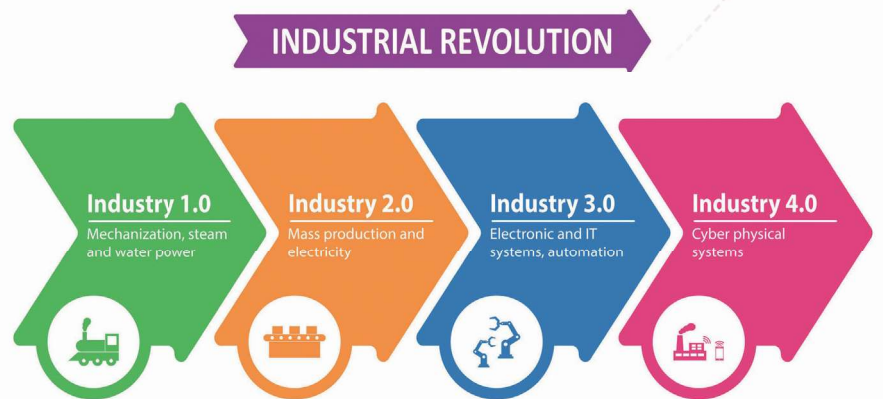 INDUSTRIAL REVOLUTION
Industry 1.0
Mechanization, steam
and water power
Industry 2.0
Mass production and
electricity
Industry 3.0
Electronic and IT
systems, automation
Industry 4.0
Cyber physical
systems